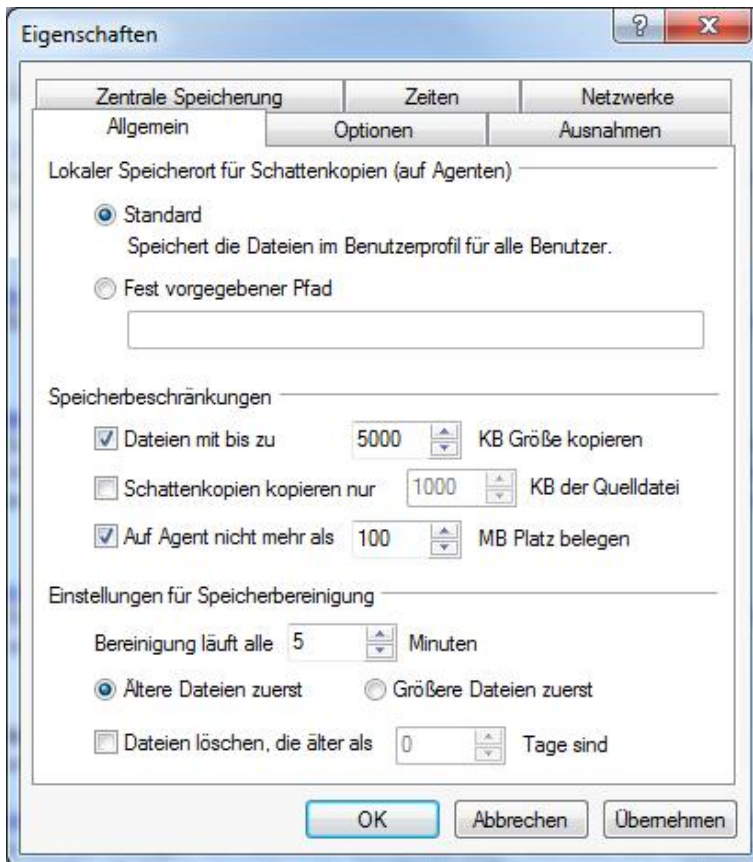 Eigenschaften
Zentrale Speicherung Zeiten Netzwerke
Allgemein Optionen Ausnahmen
Lokaler Speicherort für Schattenkopien (auf Agenten)
Standard
Speichert die Dateien im Benutzerprofil für alle Benutzer.
Fest vorgegebener Pfad
Speicherbeschränkungen
Dateien mit bis zu 5000 KB Größe kopieren
Schattenkopien kopieren nur 1000 KB der Quelldatei
Auf Agent nicht mehr als 100 MB Platz belegen
Einstellungen für Speicherbereinigung
Bereinigung läuft alle 5 Minuten
Ältere Dateien zuerst Größere Dateien zuerst
Dateien löschen, die älter als 0 Tage sind
OK Abbrechen Übernehmen